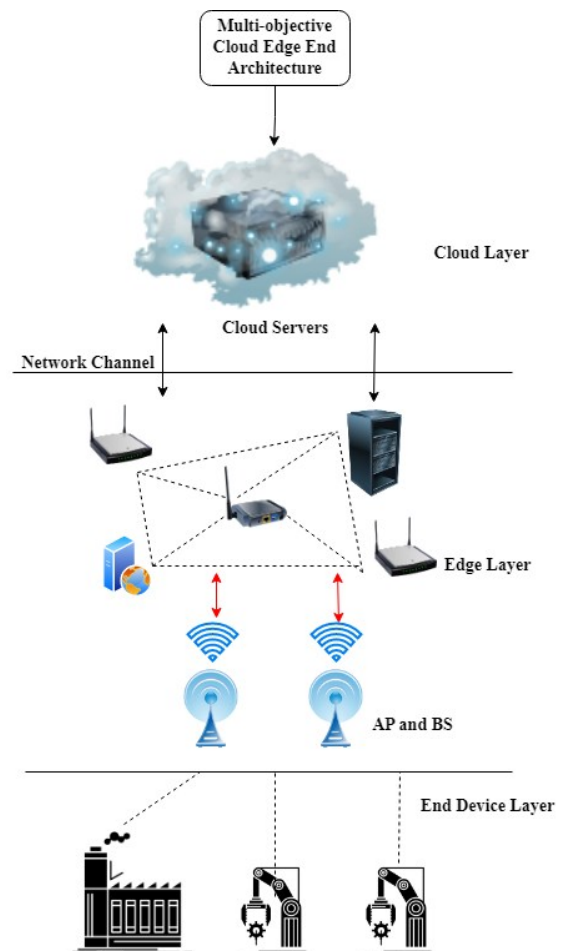 Multi-objective
Cloud Edge End
Architecture
Cloud Layer
Cloud Servers
Network Channel
Edge Layer
AP and BS
End Device Layer